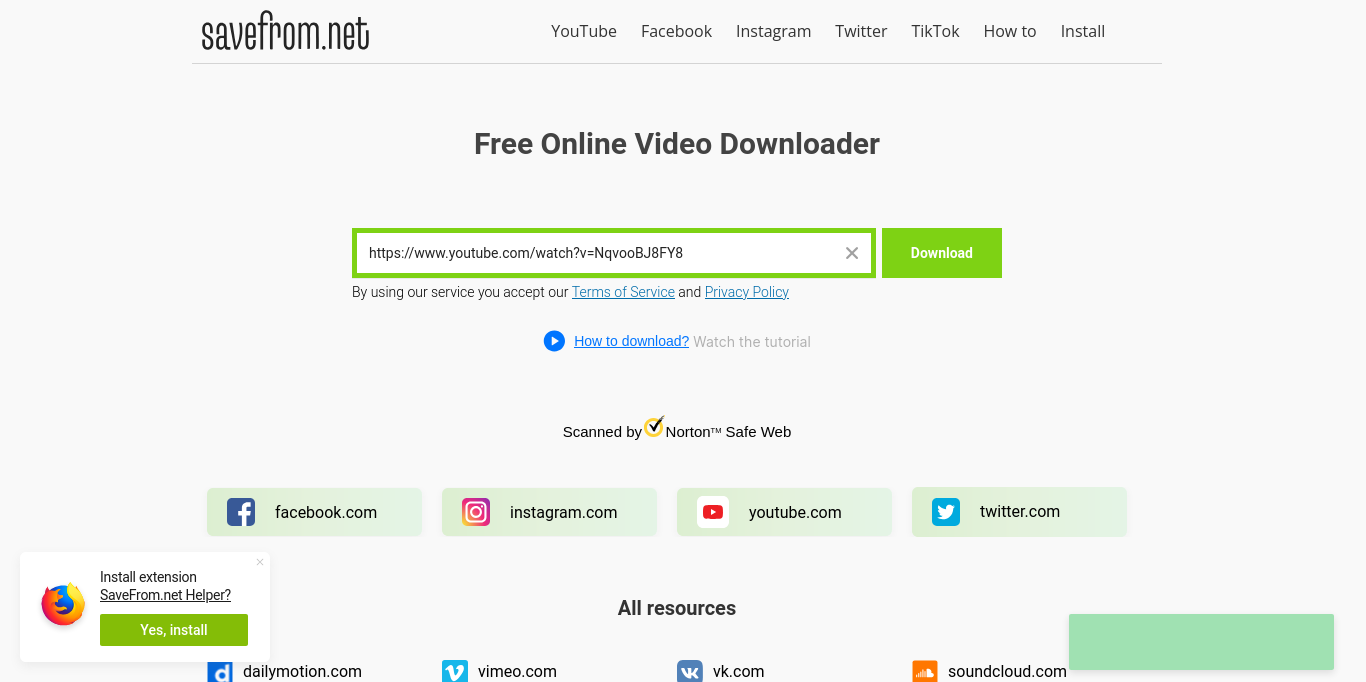 savefrom.net
YouTube Facebook Instagram Twitter TikTok How to Install
Free Online Video Downloader
https://www.youtube.com/watch?v=NqvooBJ8FY8
Download
By using our service you accept our Terms of Service and Privacy Policy
How to download? Watch the tutorial
Scanned by Norton™ Safe Web
facebook.com
instagram.com
youtube.com
twitter.com
Install extension
SaveFrom.net Helper?
Yes, install
All resources
dailymotion.com
vimeo.com
vk.com
soundcloud.com